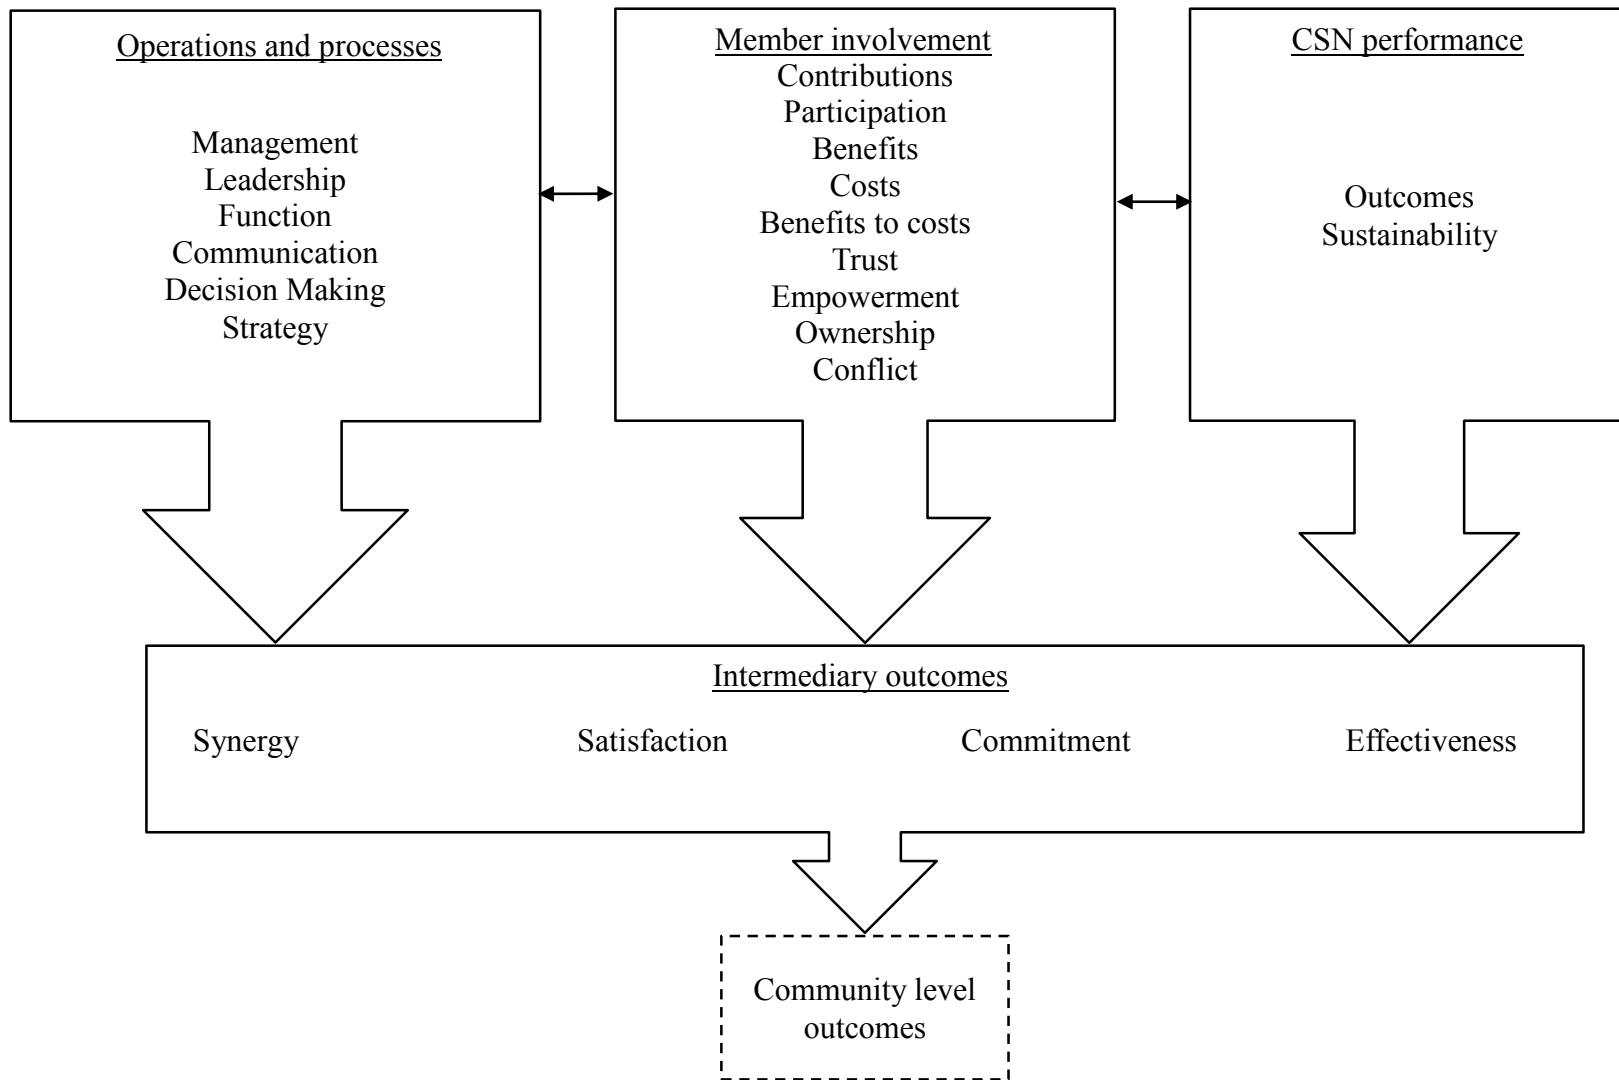 Operations and processes
Management
Leadership
Function
Communication
Decision Making
Strategy
Member involvement
Contributions
Participation
Benefits
Costs
Benefits to costs
Trust
Empowerment
Ownership
Conflict
CSN performance
Outcomes
Sustainability
Intermediary outcomes
Synergy Satisfaction Commitment Effectiveness
Community level
outcomes